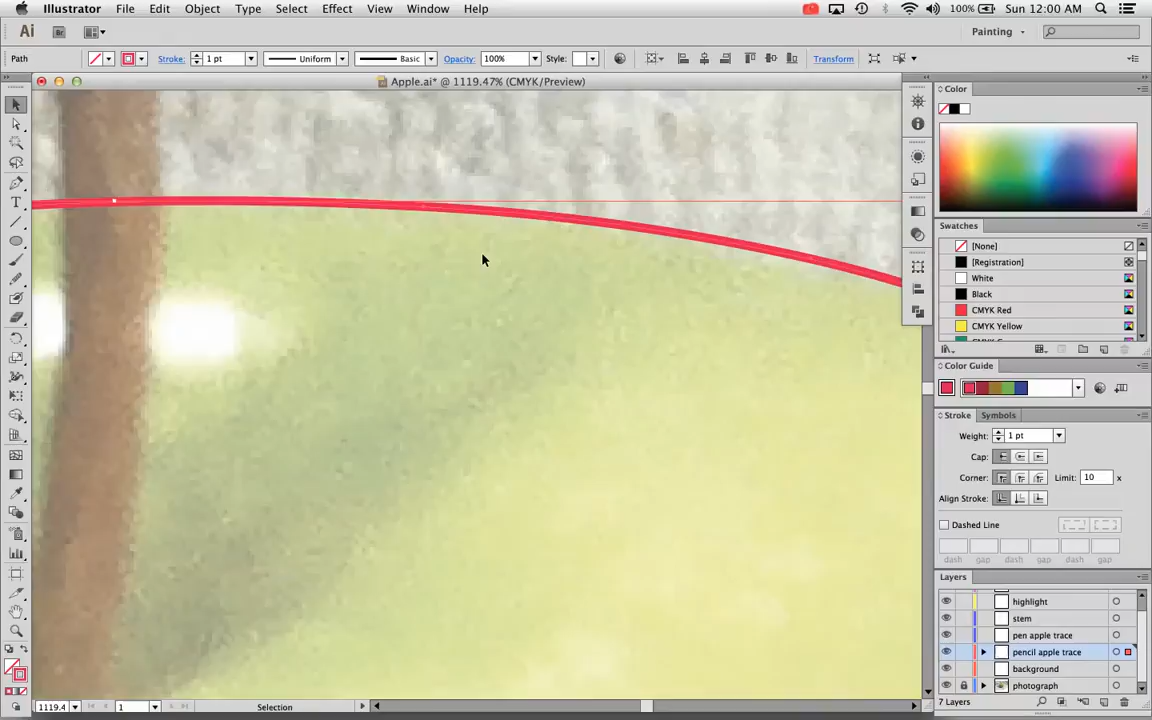 Illustrator File Edit Object Type Select Effect View Window Help 100% Sun 12:00 AM
Ai Br Painting
Path Stroke: 1 pt Uniform Basic Opacity: 100% Style: Transform
Apple.ai* @ 1119.47% (CMYK/Preview)
Color
Swatches
[None]
[Registration]
White
Black
CMYK Red
CMYK Yellow
Color Guide
Stroke Symbols
Weight: 1 pt
Cap:
Corner: Limit: 10 x
Align Stroke:
Dashed Line
dash gap dash gap dash gap
Layers
highlight
stem
pen apple trace
pencil apple trace
background
photograph
7 Layers
1119.4 1 Selection